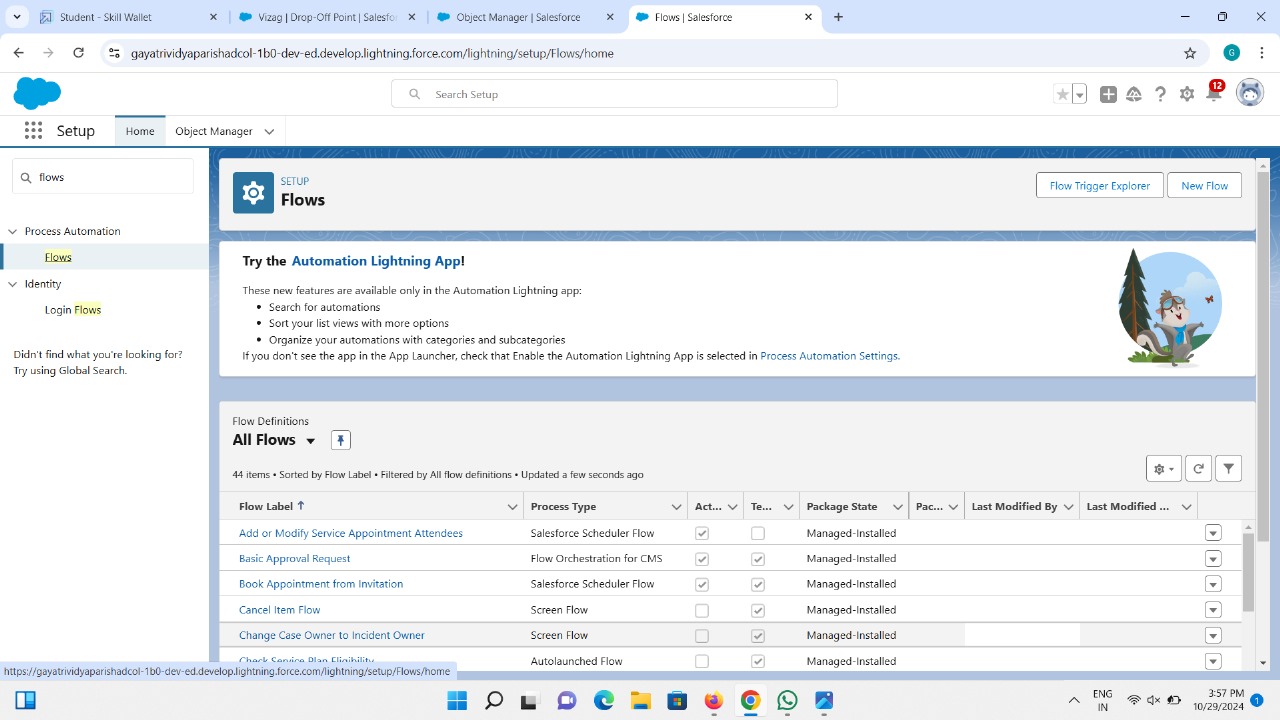 Student - Skill Wallet
Vizag | Drop-Off Point | Salesfor
Object Manager | Salesforce
Flows | Salesforce
gayatrividyaparishadcol-1b0-dev-ed.develop.lightning.force.com/lightning/setup/Flows/home
G
Search Setup
12
Setup
Home
Object Manager
flows
Process Automation
Flows
Identity
Login Flows
Didn't find what you're looking for?
Try using Global Search.
SETUP
Flows
Flow Trigger Explorer
New Flow
Try the Automation Lightning App!
These new features are available only in the Automation Lightning app:
• Search for automations
• Sort your list views with more options
• Organize your automations with categories and subcategories
If you don't see the app in the App Launcher, check that Enable the Automation Lightning App is selected in Process Automation Settings.
Flow Definitions
All Flows
44 items • Sorted by Flow Label • Filtered by All flow definitions • Updated a few seconds ago
Flow Label ↑ Process Type Act... Te... Package State Pac... Last Modified By Last Modified ...
Add or Modify Service Appointment Attendees Salesforce Scheduler Flow Managed-Installed
Basic Approval Request Flow Orchestration for CMS Managed-Installed
Book Appointment from Invitation Salesforce Scheduler Flow Managed-Installed
Cancel Item Flow Screen Flow Managed-Installed
Change Case Owner to Incident Owner Screen Flow Managed-Installed
Check Service Plan Eligibility Autolaunched Flow Managed-Installed
https://gayatrividyaparishadcol-1b0-dev-ed.develop.lightning.force.com/lightning/setup/Flows/home
ENG
IN
3:57 PM
10/29/2024
1